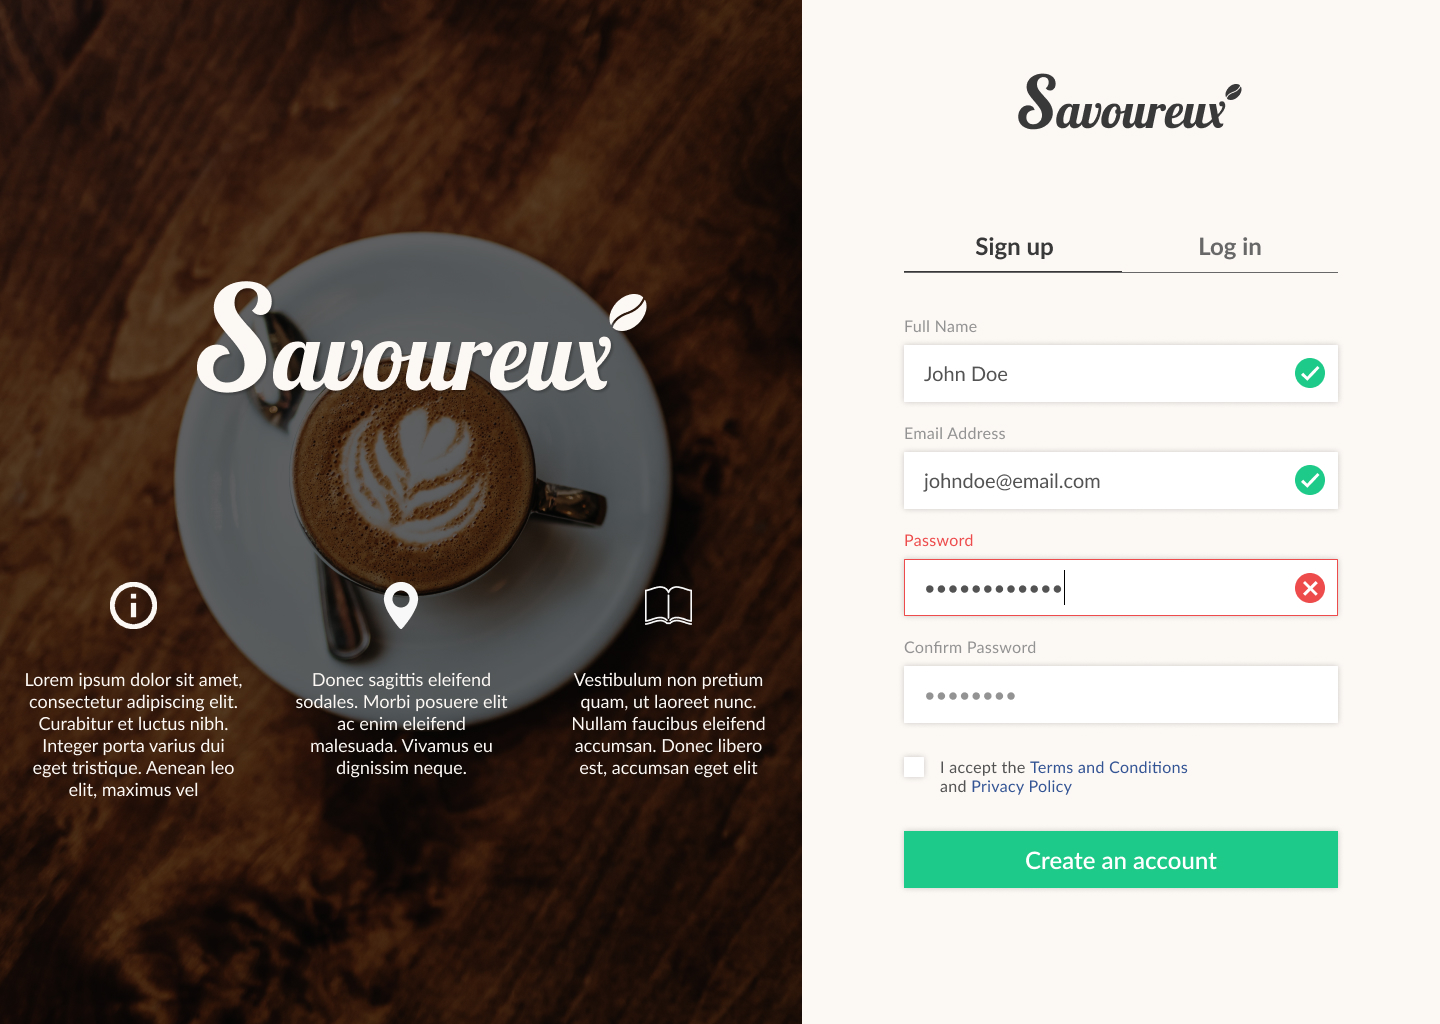 Savoureux
Lorem ipsum dolor sit amet,
consectetur adipiscing elit.
Curabitur et luctus nibh.
Integer porta varius dui
eget tristique. Aenean leo
elit, maximus vel
Donec sagittis eleifend
sodales. Morbi posuere elit
ac enim eleifend
malesuada. Vivamus eu
dignissim neque.
Vestibulum non pretium
quam, ut laoreet nunc.
Nullam faucibus eleifend
accumsan. Donec libero
est, accumsan eget elit
Savoureux
Sign up
Log in
Full Name
John Doe
Email Address
johndoe@email.com
Password
••••••••••••
Confirm Password
••••••••
I accept the Terms and Conditions
and Privacy Policy
Create an account